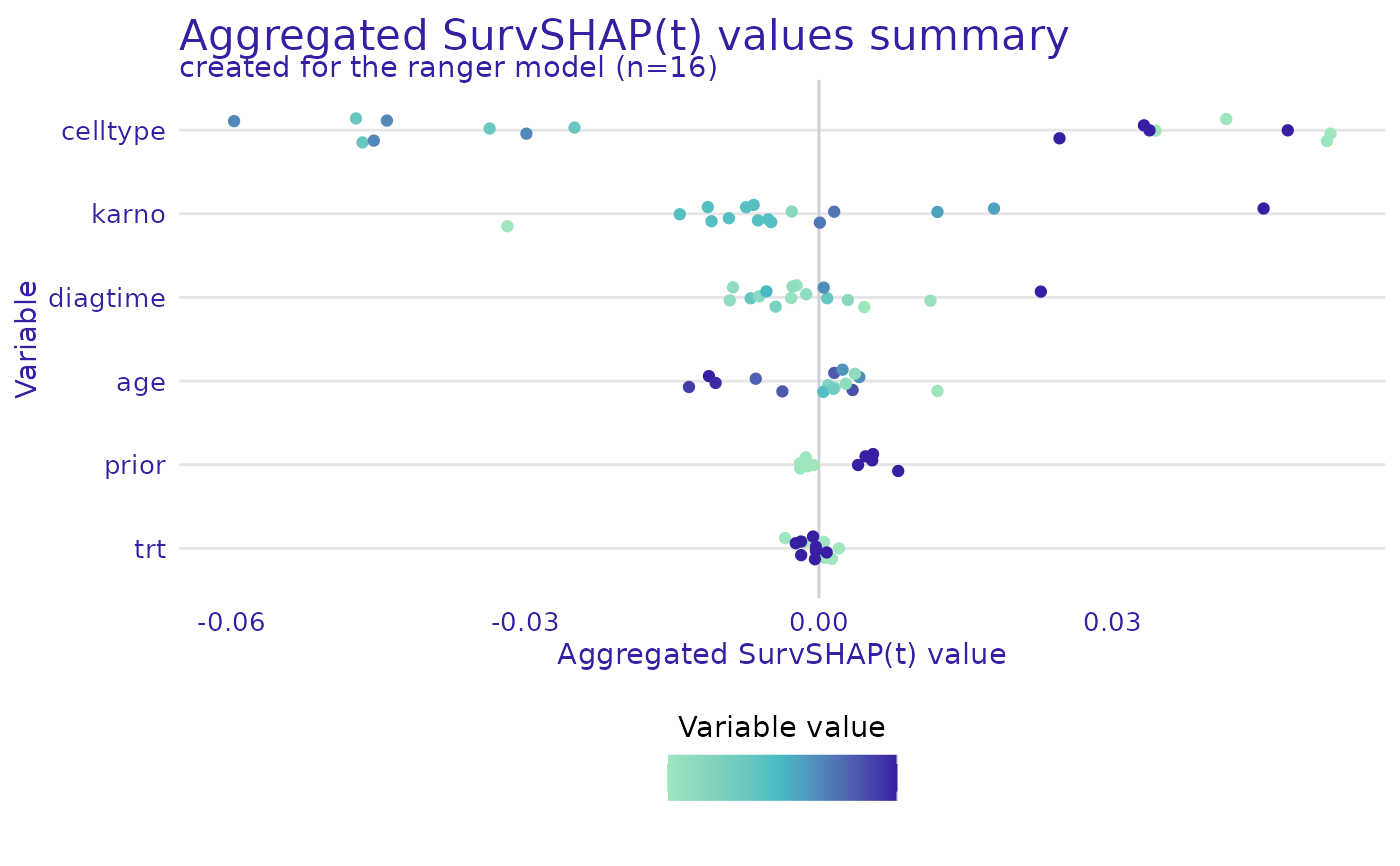 Aggregated SurvSHAP(t) values summary
created for the ranger model (n=16)
Variable
celltype
karno
diagtime
age
prior
trt
-0.06 -0.03 0.00 0.03
Aggregated SurvSHAP(t) value
Variable value